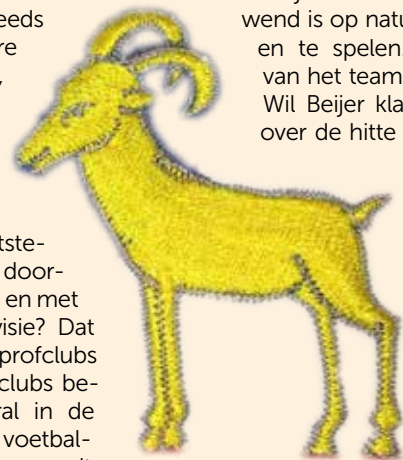 eeds
re
tste-
door-
en met
isie? Dat
profclubs
clubs be-
ral in de
voetbal-
wend is op natu
en te spelen
van het team
Wil Beijer kla
over de hitte